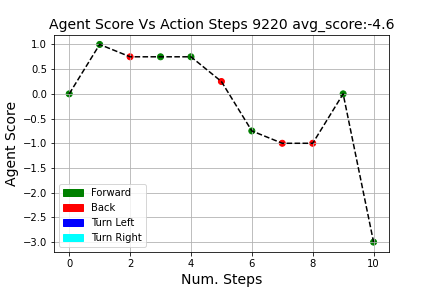 Agent Score Vs Action Steps 9220 avg_score:-4.6
1.0
0.5
0.0
−0.5
−1.0
−1.5
−2.0
−2.5
−3.0
Agent Score
Forward
Back
Turn Left
Turn Right
0 2 4 6 8 10
Num. Steps